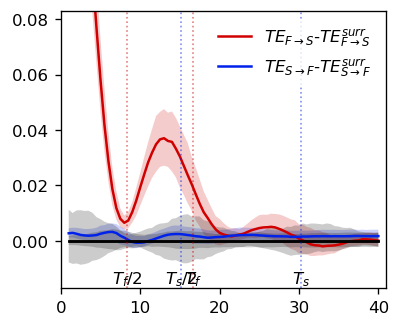 TE_{F→S}-TE^{surr}_{F→S}
TE_{S→F}-TE^{surr}_{S→F}
0.08
0.06
0.04
0.02
0.00
T_f/2 T_s/2 T_f T_s
0 10 20 30 40